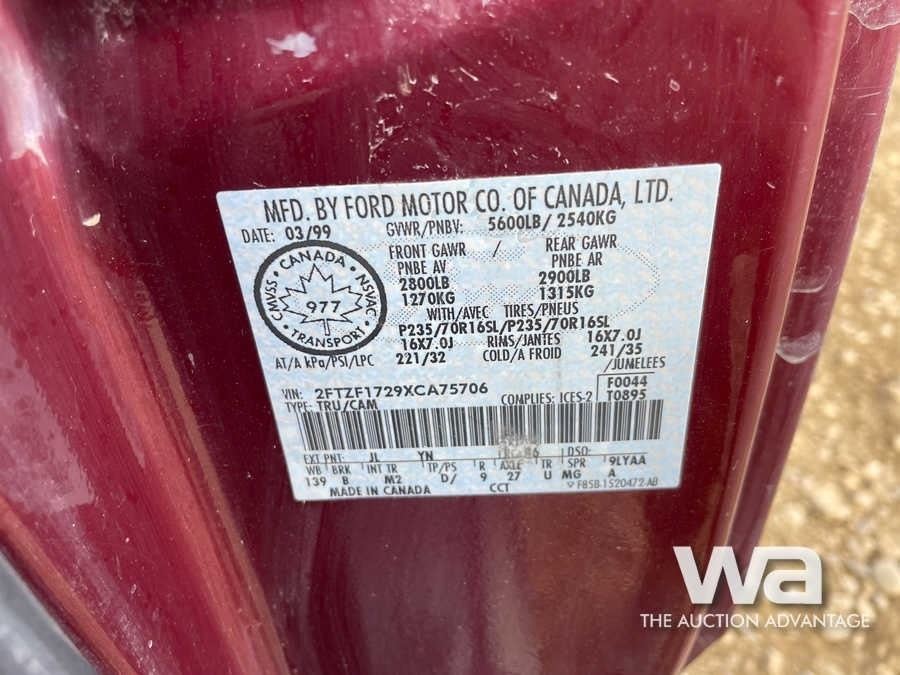 MFD. BY FORD MOTOR CO. OF CANADA, LTD.
DATE: 03/99 GVWR/PNBV: 5600LB/ 2540KG
FRONT GAWR / REAR GAWR
PNBE AV PNBE AR
2800LB 2900LB
1270KG 1315KG
WITH/AVEC TIRES/PNEUS
P235/70R16SL/P235/70R16SL
16X7.0J RIMS/JANTES 16X7.0J
AT/A kPa/PSI/LPC 221/32 COLD/A FROID 241/35
/JUMELEES
CANADA
CMVSS NSVAC
977
TRANSPORT
VIN: 2FTZF1729XCA75706 F0044
TYPE: TRU/CAM COMPLIES: ICES-2 T0895
EXT PNT: JL YN DSO:
WB BRK INT TR TP/PS R AXLE TR SPR 9LYAA
139 B M2 D/ 9 27 U MG A
MADE IN CANADA CCT F85B-1520472-AB
wa
THE AUCTION ADVANTAGE